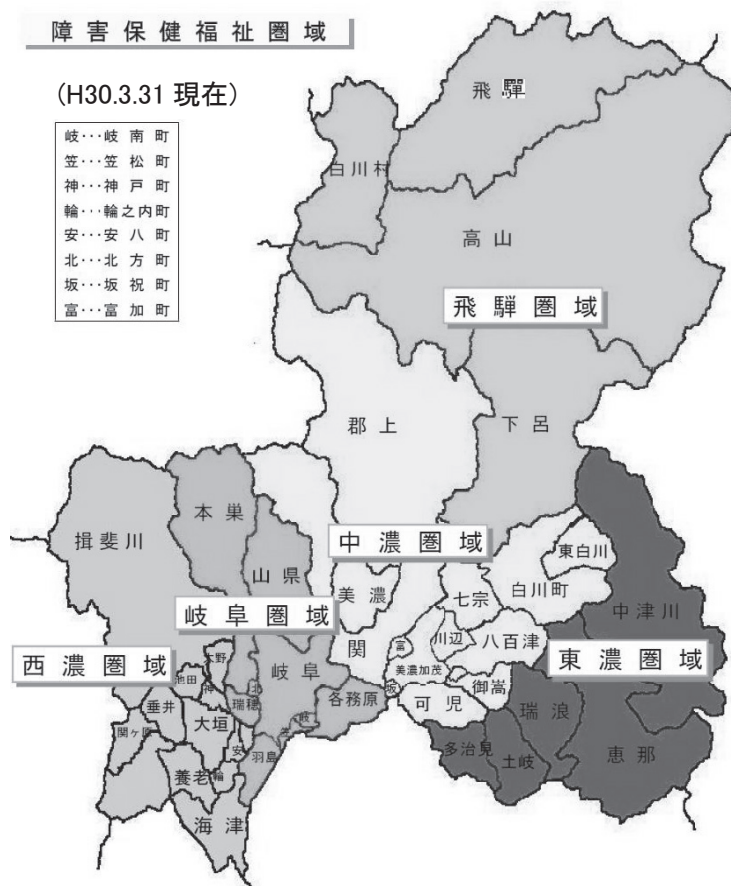 障害保健福祉圏域
(H30.3.31 現在)
岐･･･岐南町
笠･･･笠松町
神･･･神戸町
輪･･･輪之内町
安･･･安八町
北･･･北方町
坂･･･坂祝町
富･･･富加町
飛驒
白川村
高山
飛騨圏域
郡上
下呂
本巣
揖斐川
中濃圏域
東白川
山県
美濃
七宗
白川町
中津川
岐阜圏域
関
富
川辺
八百津
西濃圏域
大野
池田
神
北
岐阜
美濃加茂
御嵩
東濃圏域
垂井
瑞穂
各務原
坂
可児
瑞浪
関ヶ原
大垣
安
岐
笠
羽島
多治見
土岐
恵那
養老
輪
海津